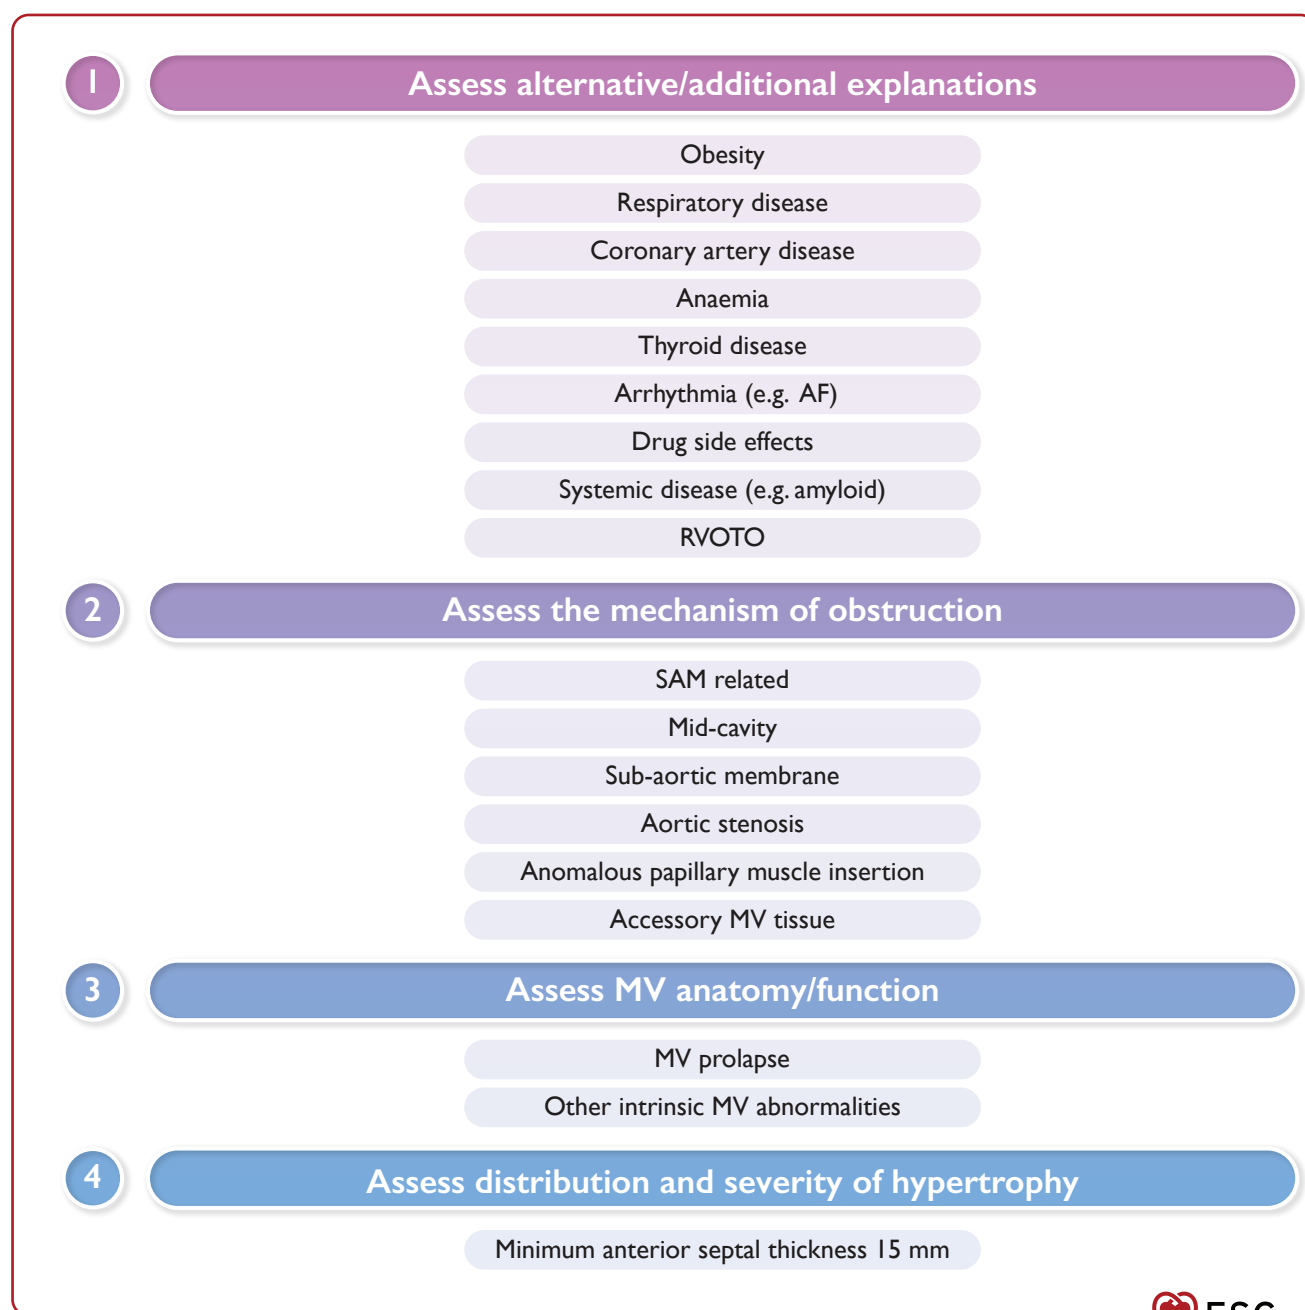 1
Assess alternative/additional explanations
Obesity
Respiratory disease
Coronary artery disease
Anaemia
Thyroid disease
Arrhythmia (e.g. AF)
Drug side effects
Systemic disease (e.g. amyloid)
RVOTO
2
Assess the mechanism of obstruction
SAM related
Mid-cavity
Sub-aortic membrane
Aortic stenosis
Anomalous papillary muscle insertion
Accessory MV tissue
3
Assess MV anatomy/function
MV prolapse
Other intrinsic MV abnormalities
4
Assess distribution and severity of hypertrophy
Minimum anterior septal thickness 15 mm
ESC